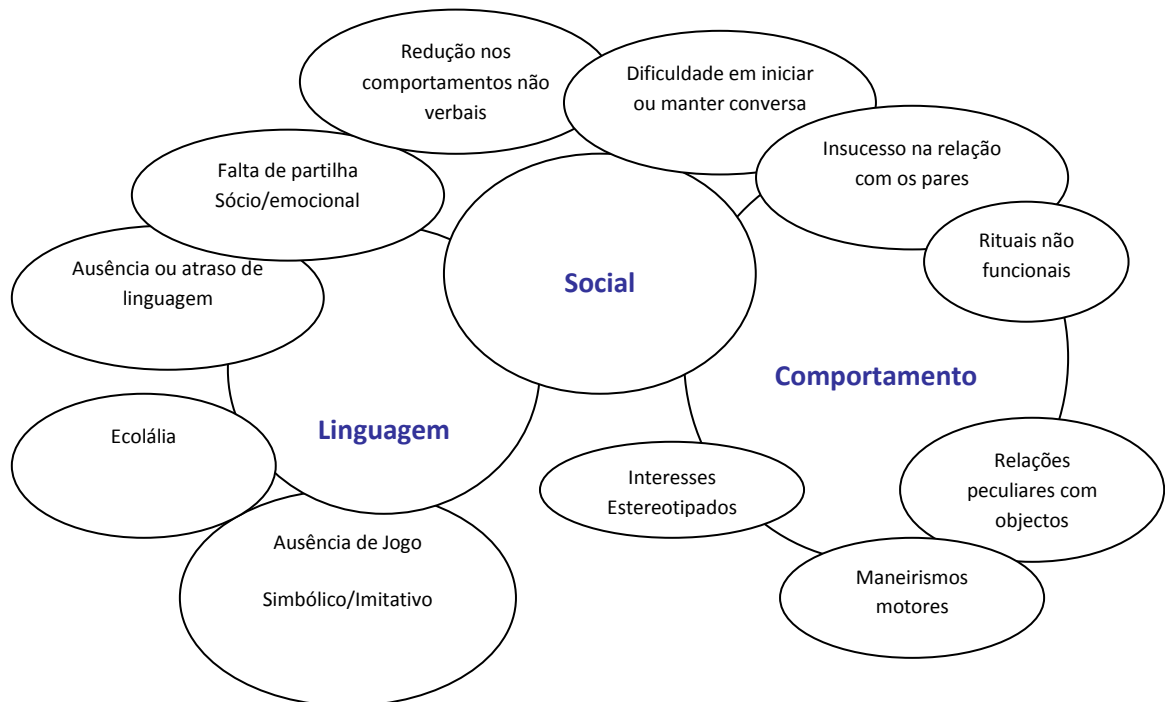 Redução nos
comportamentos não
verbais
Dificuldade em iniciar
ou manter conversa
Insucesso na relação
com os pares
Falta de partilha
Sócio/emocional
Rituais não
funcionais
Ausência ou atraso de
linguagem
Social
Comportamento
Linguagem
Ecolália
Interesses
Estereotipados
Relações
peculiares com
objectos
Ausência de Jogo
Simbólico/Imitativo
Maneirismos
motores